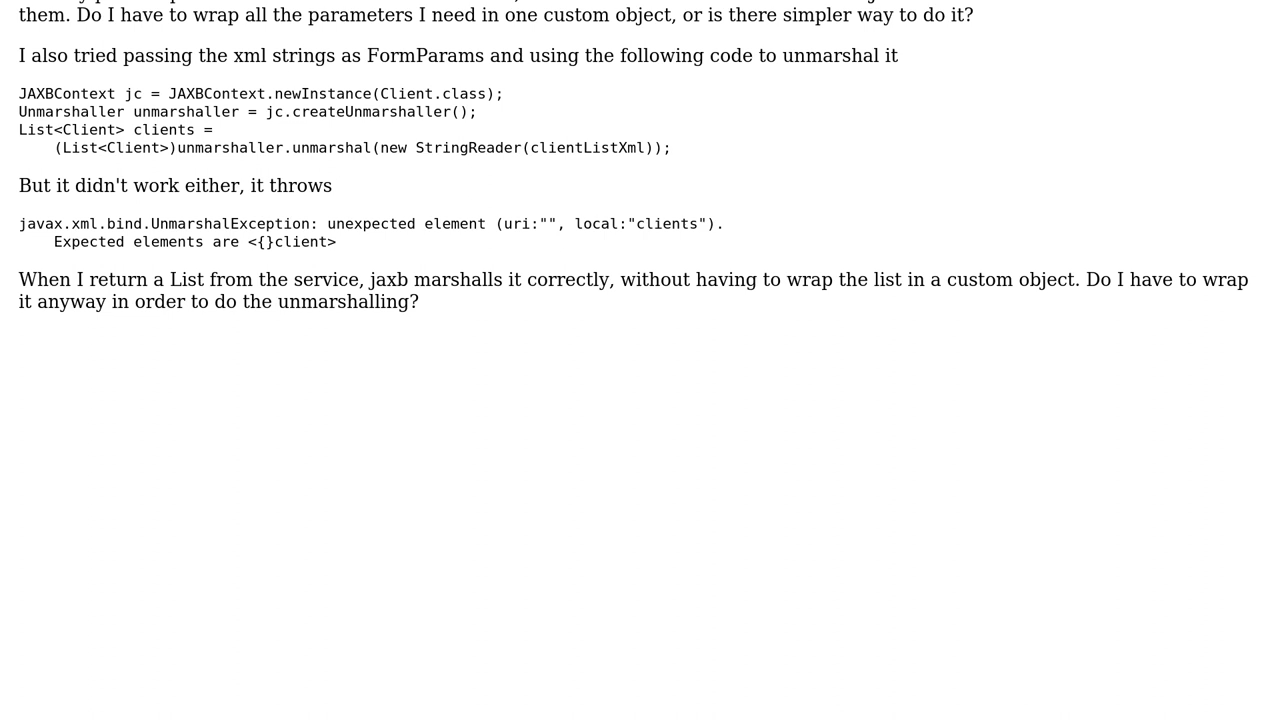 them. Do I have to wrap all the parameters I need in one custom object, or is there simpler way to do it?
I also tried passing the xml strings as FormParams and using the following code to unmarshal it
JAXBContext jc = JAXBContext.newInstance(Client.class);
Unmarshaller unmarshaller = jc.createUnmarshaller();
List<Client> clients =
    (List<Client>)unmarshaller.unmarshal(new StringReader(clientListXml));
But it didn't work either, it throws
javax.xml.bind.UnmarshalException: unexpected element (uri:"", local:"clients").
    Expected elements are <{}client>
When I return a List from the service, jaxb marshalls it correctly, without having to wrap the list in a custom object. Do I have to wrap
it anyway in order to do the unmarshalling?